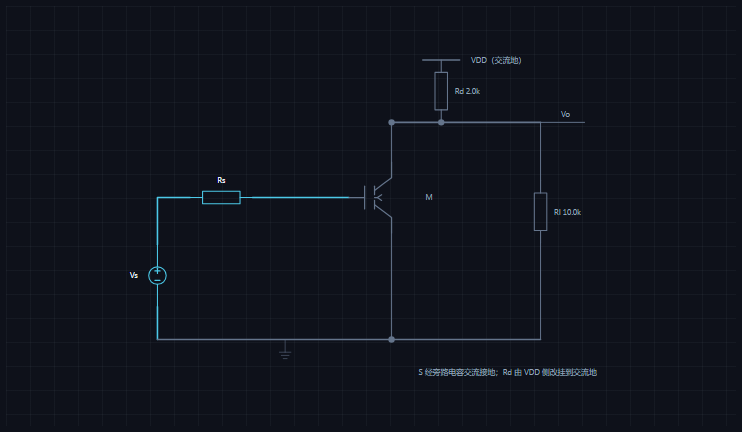 VDD（交流地）
Rd 2.0k
Vo
Rs
M
Rl 10.0k
Vs
S 经旁路电容交流接地；Rd 由 VDD 侧改挂到交流地